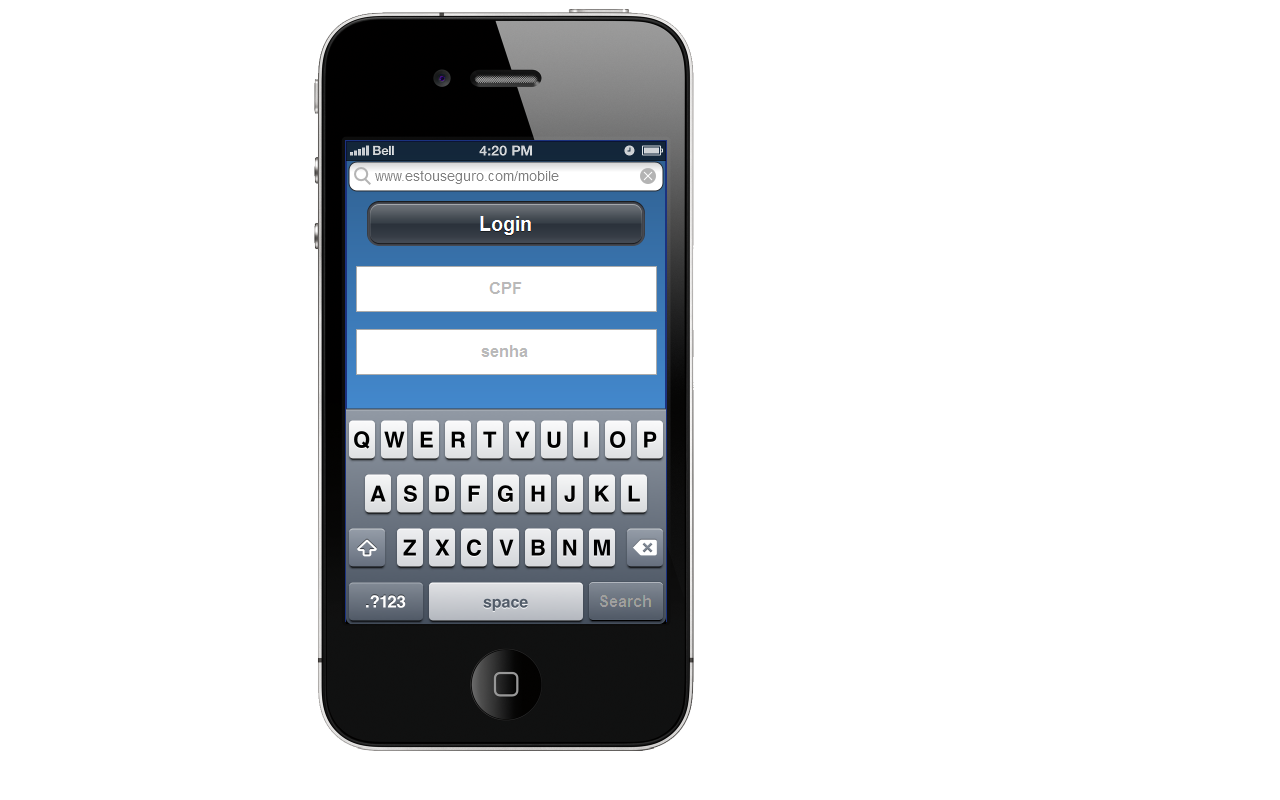 Bell 4:20 PM
www.estouseguro.com/mobile
Login
CPF
senha
Q W E R T Y U I O P
A S D F G H J K L
Z X C V B N M
.?123 space Search